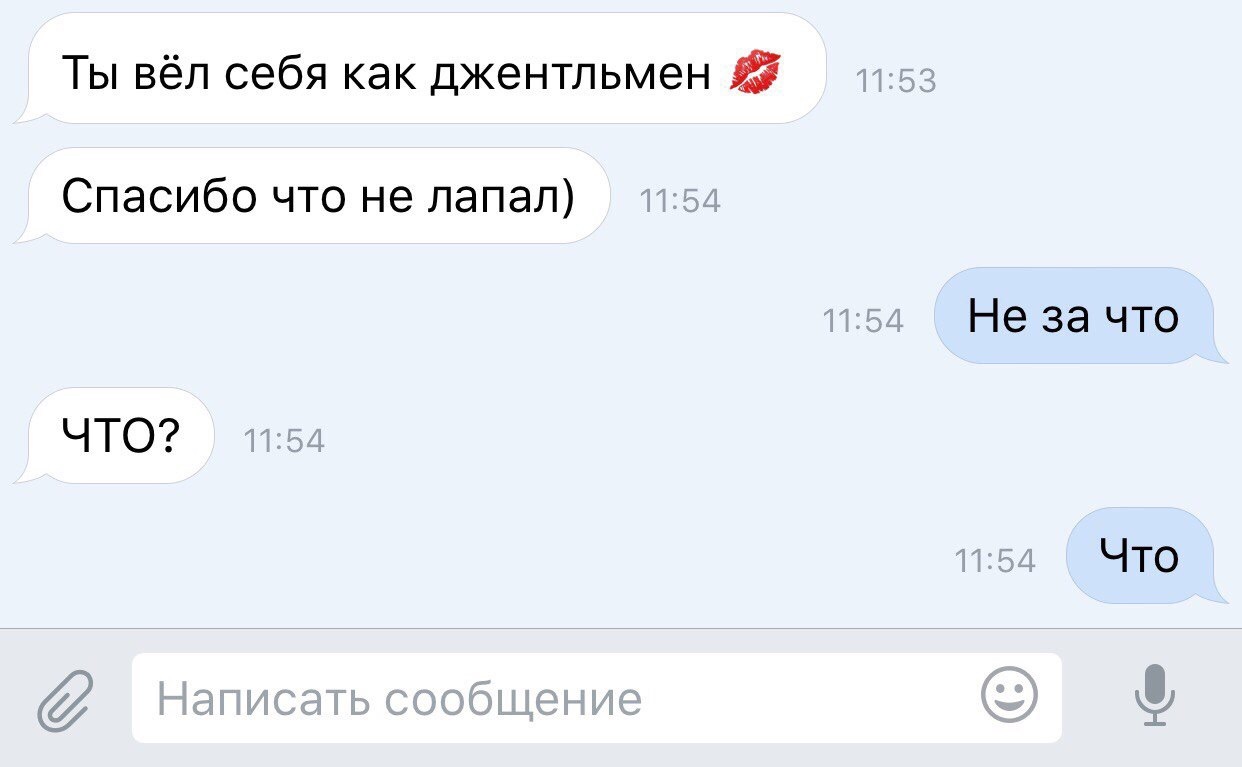 Ты вёл себя как джентльмен 💋 11:53
Спасибо что не лапал) 11:54
11:54 Не за что
ЧТО? 11:54
11:54 Что
Написать сообщение